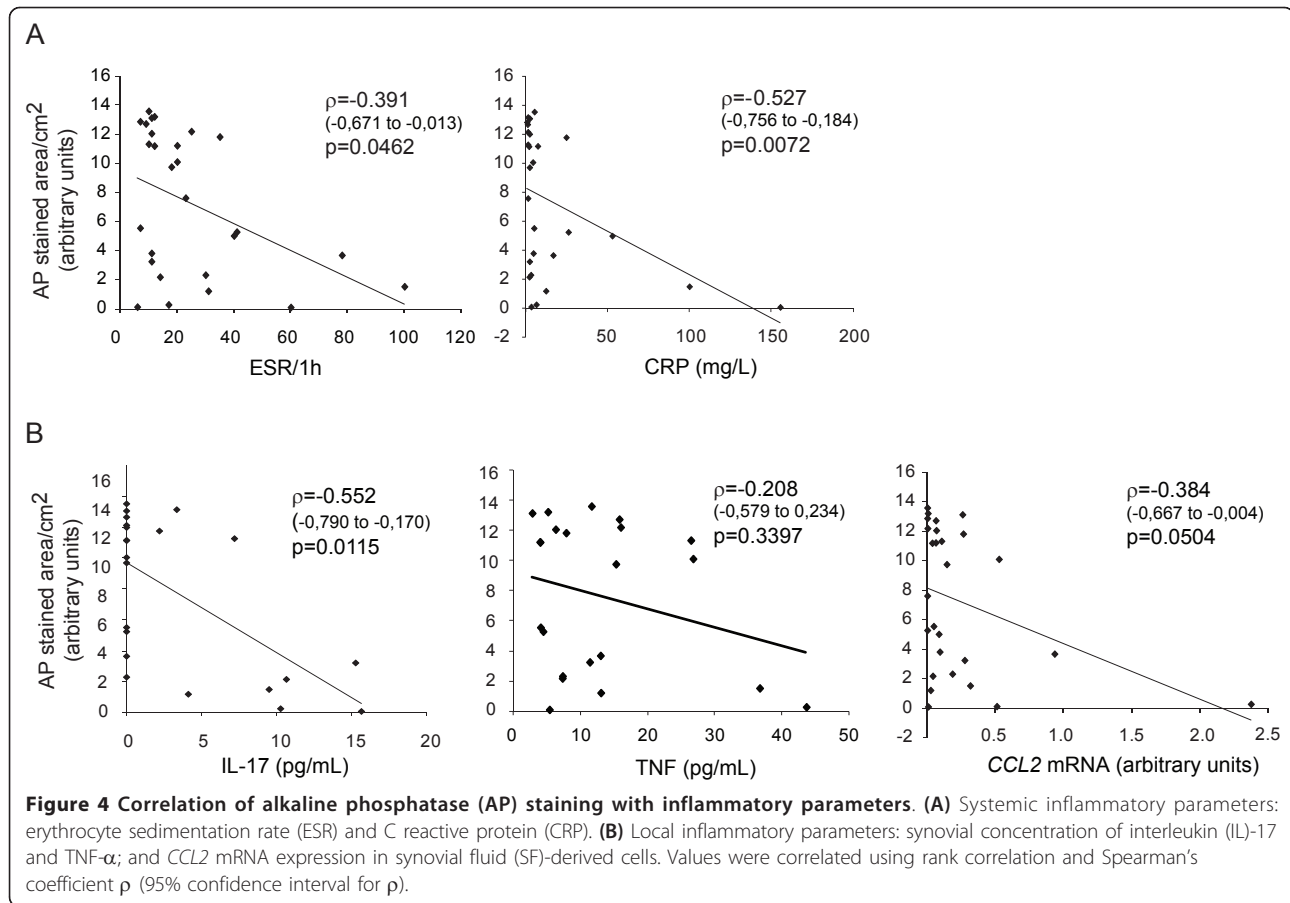 A
AP stained area/cm²
(arbitrary units)
16
14
12
10
8
6
4
2
0
0 20 40 60 80 100 120
ESR/1h
ρ=-0.391
(-0,671 to -0,013)
p=0.0462
16
14
12
10
8
6
4
2
0
-2
50 100 150 200
CRP (mg/L)
ρ=-0.527
(-0,756 to -0,184)
p=0.0072
B
AP stained area/cm²
(arbitrary units)
16
14
12
10
8
6
4
2
0
0 5 10 15 20
IL-17 (pg/mL)
ρ=-0.552
(-0,790 to -0,170)
p=0.0115
16
14
12
10
8
6
4
2
0
0 10 20 30 40 50
TNF (pg/mL)
ρ=-0.208
(-0,579 to 0,234)
p=0.3397
16
14
12
10
8
6
4
2
0
-2
0.5 1.0 1.5 2.0 2.5
CCL2 mRNA (arbitrary units)
ρ=-0.384
(-0,667 to -0,004)
p=0.0504
Figure 4 Correlation of alkaline phosphatase (AP) staining with inflammatory parameters. (A) Systemic inflammatory parameters:
erythrocyte sedimentation rate (ESR) and C reactive protein (CRP). (B) Local inflammatory parameters: synovial concentration of interleukin (IL)-17
and TNF-α; and CCL2 mRNA expression in synovial fluid (SF)-derived cells. Values were correlated using rank correlation and Spearman's
coefficient ρ (95% confidence interval for ρ).